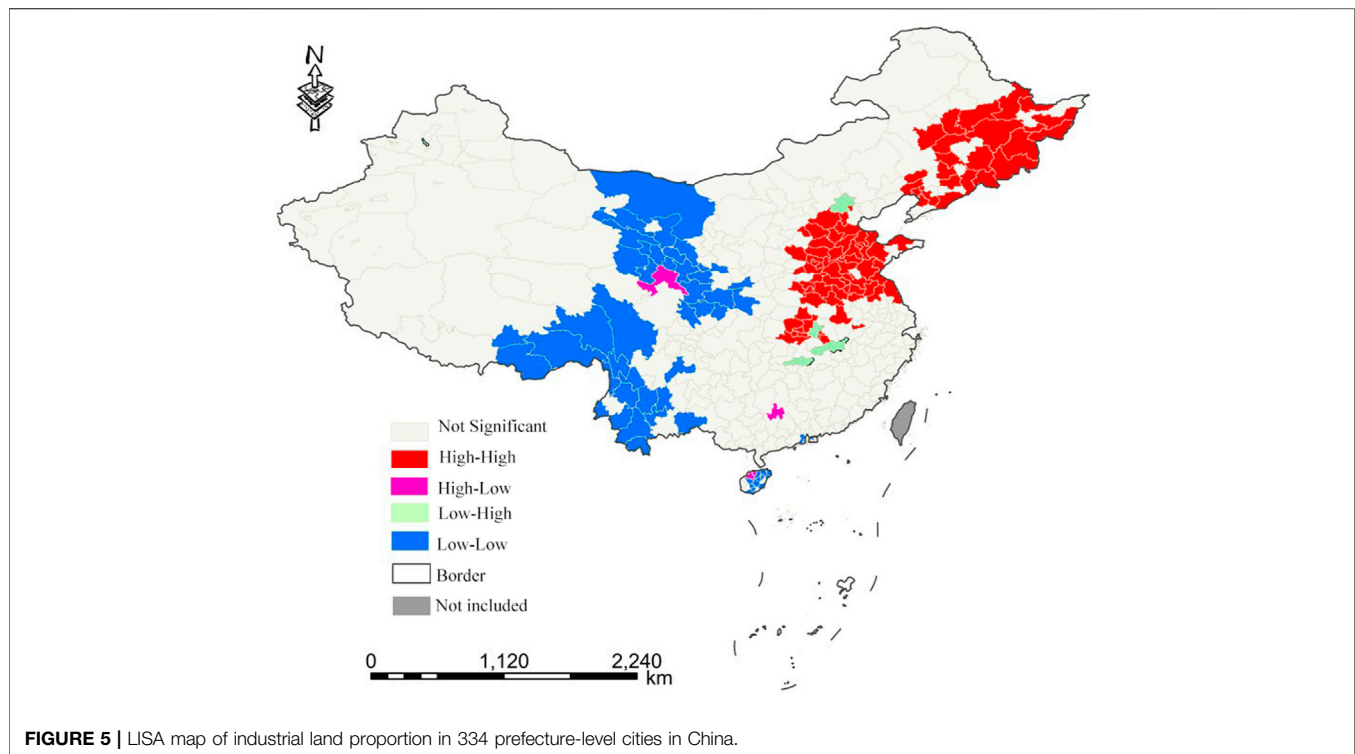 N
Not Significant
High-High
High-Low
Low-High
Low-Low
Border
Not included
0 1,120 2,240
km
FIGURE 5 | LISA map of industrial land proportion in 334 prefecture-level cities in China.